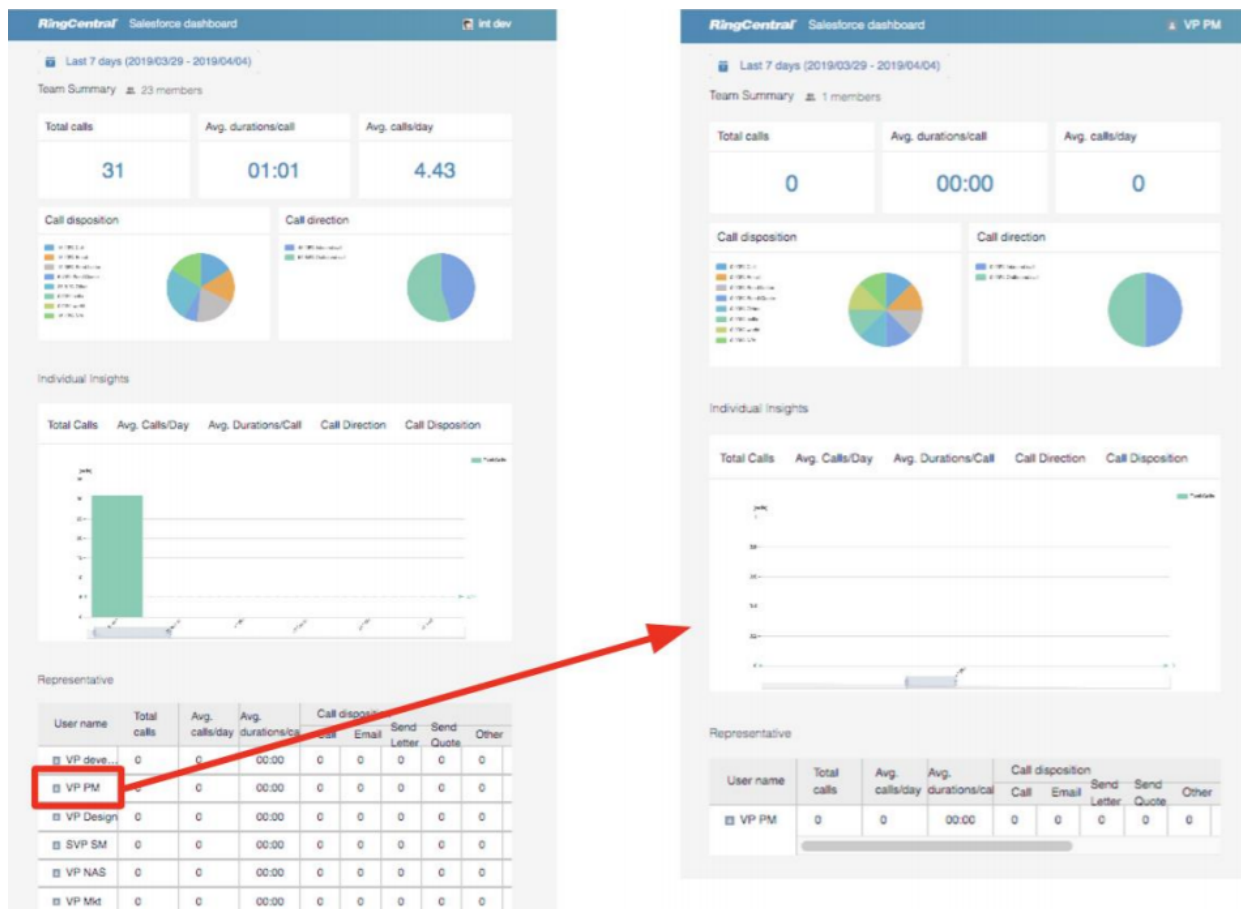 RingCentral Salesforce dashboard int dev
Last 7 days (2019/03/29 - 2019/04/04)
Team Summary 23 members
Total calls Avg. durations/call Avg. calls/day
31 01:01 4.43
Call disposition Call direction
Individual Insights
Total Calls Avg. Calls/Day Avg. Durations/Call Call Direction Call Disposition
Total Calls
Representative
User name Total calls Avg. calls/day Avg. durations/cal Call disposition
Call Email Send Letter Send Quote Other
VP deve... 0 0 00:00 0 0 0 0 0
VP PM 0 0 00:00 0 0 0 0 0
VP Design 0 0 00:00 0 0 0 0 0
SVP SM 0 0 00:00 0 0 0 0 0
VP NAS 0 0 00:00 0 0 0 0 0
VP Mkt 0 0 00:00 0 0 0 0 0
RingCentral Salesforce dashboard VP PM
Last 7 days (2019/03/29 - 2019/04/04)
Team Summary 1 members
Total calls Avg. durations/call Avg. calls/day
0 00:00 0
Call disposition Call direction
Individual Insights
Total Calls Avg. Calls/Day Avg. Durations/Call Call Direction Call Disposition
Total Calls
Representative
User name Total calls Avg. calls/day Avg. durations/cal Call disposition
Call Email Send Letter Send Quote Other
VP PM 0 0 00:00 0 0 0 0 0